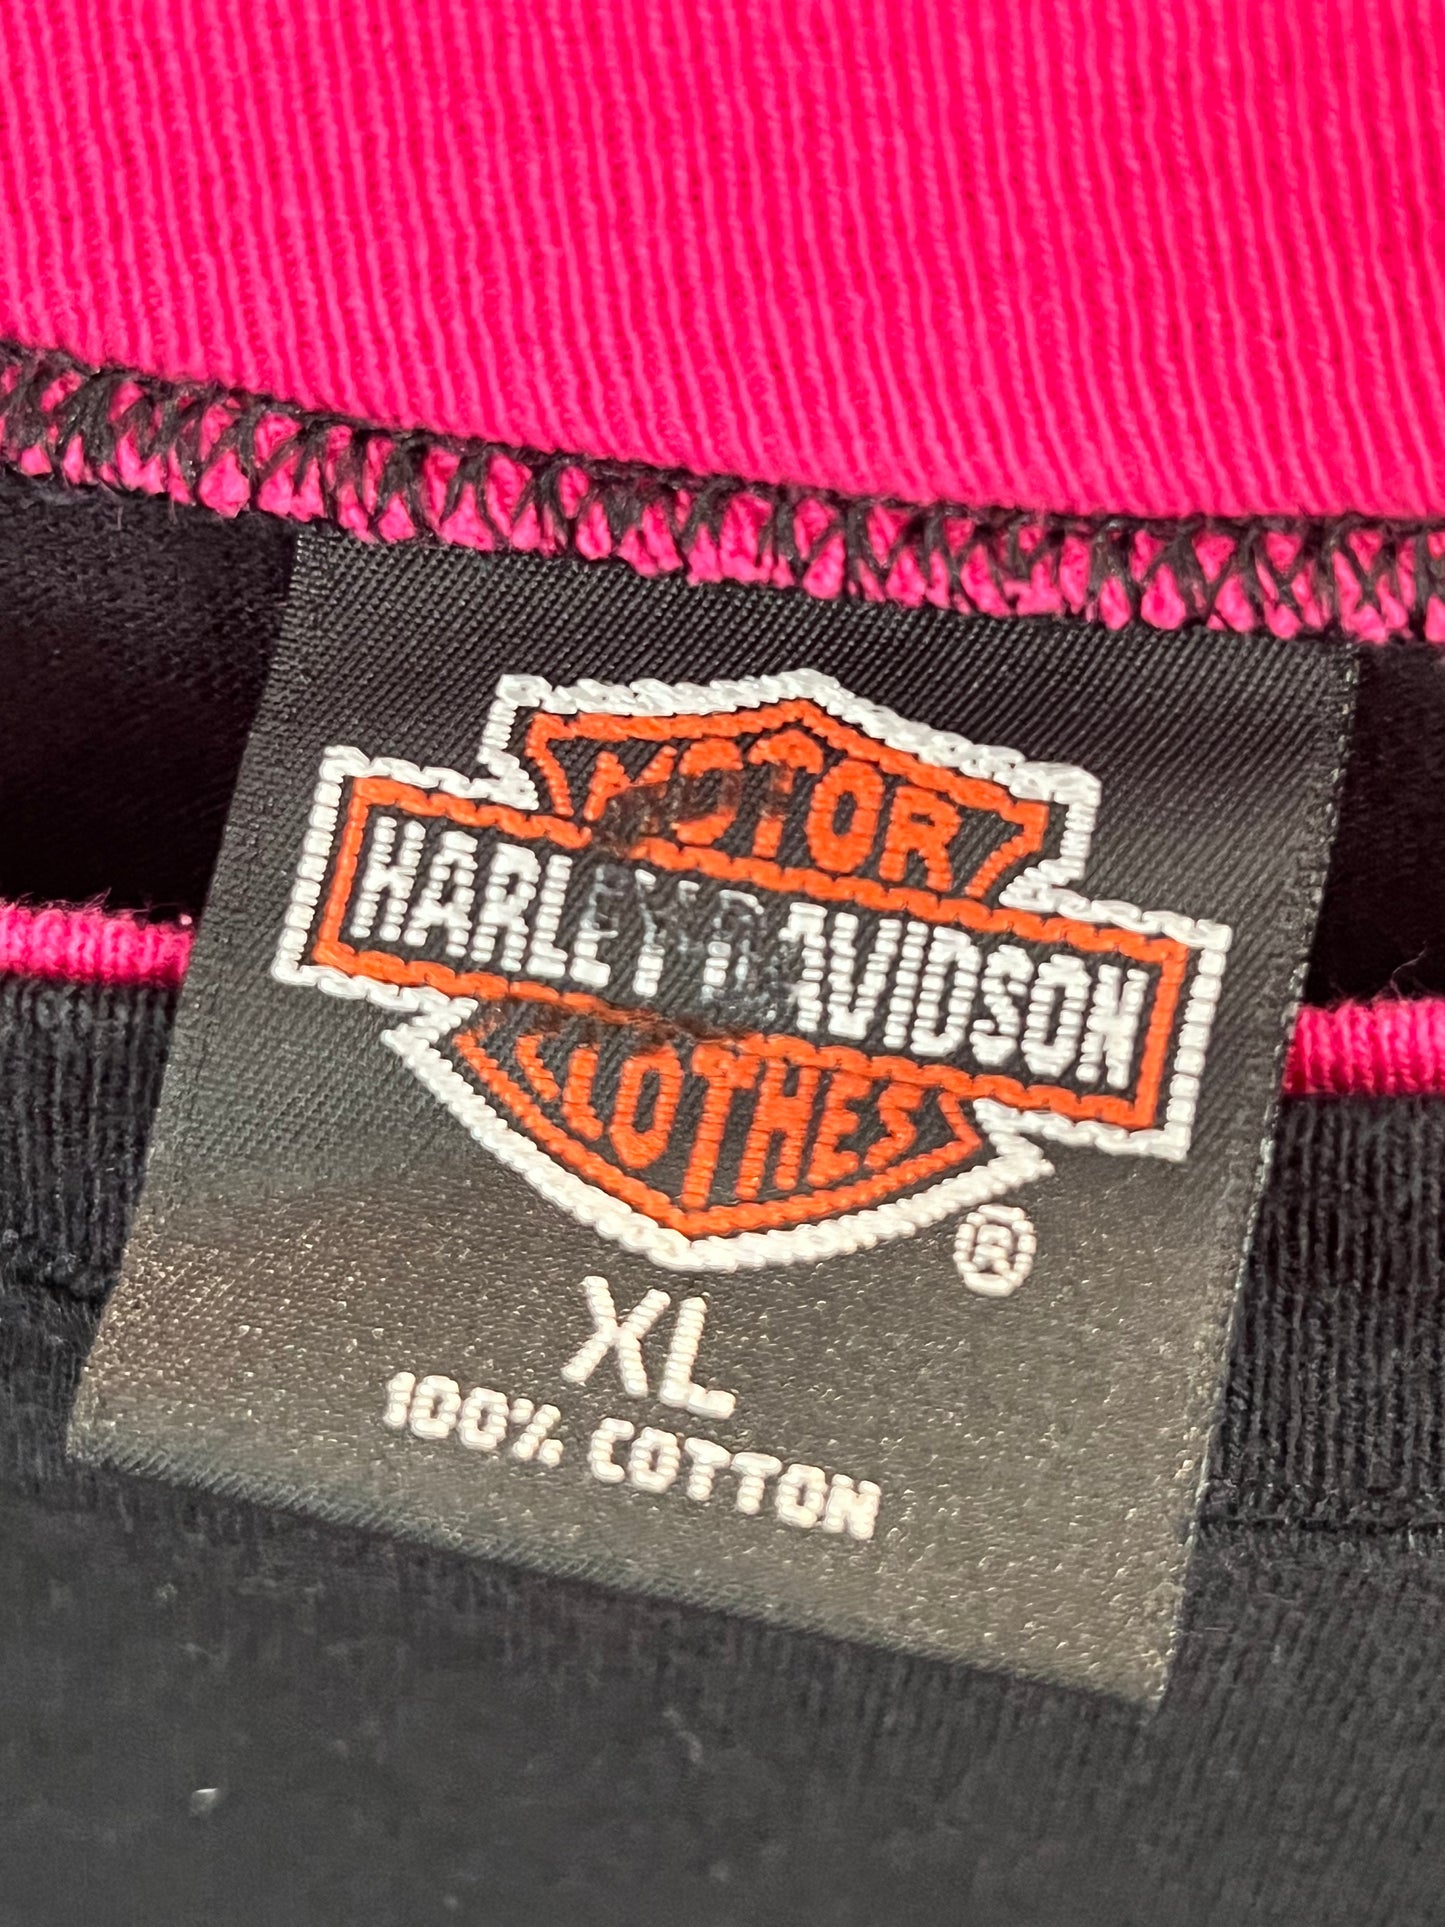 MOTOR
HARLEY-DAVIDSON
CLOTHES
®
XL
100% COTTON